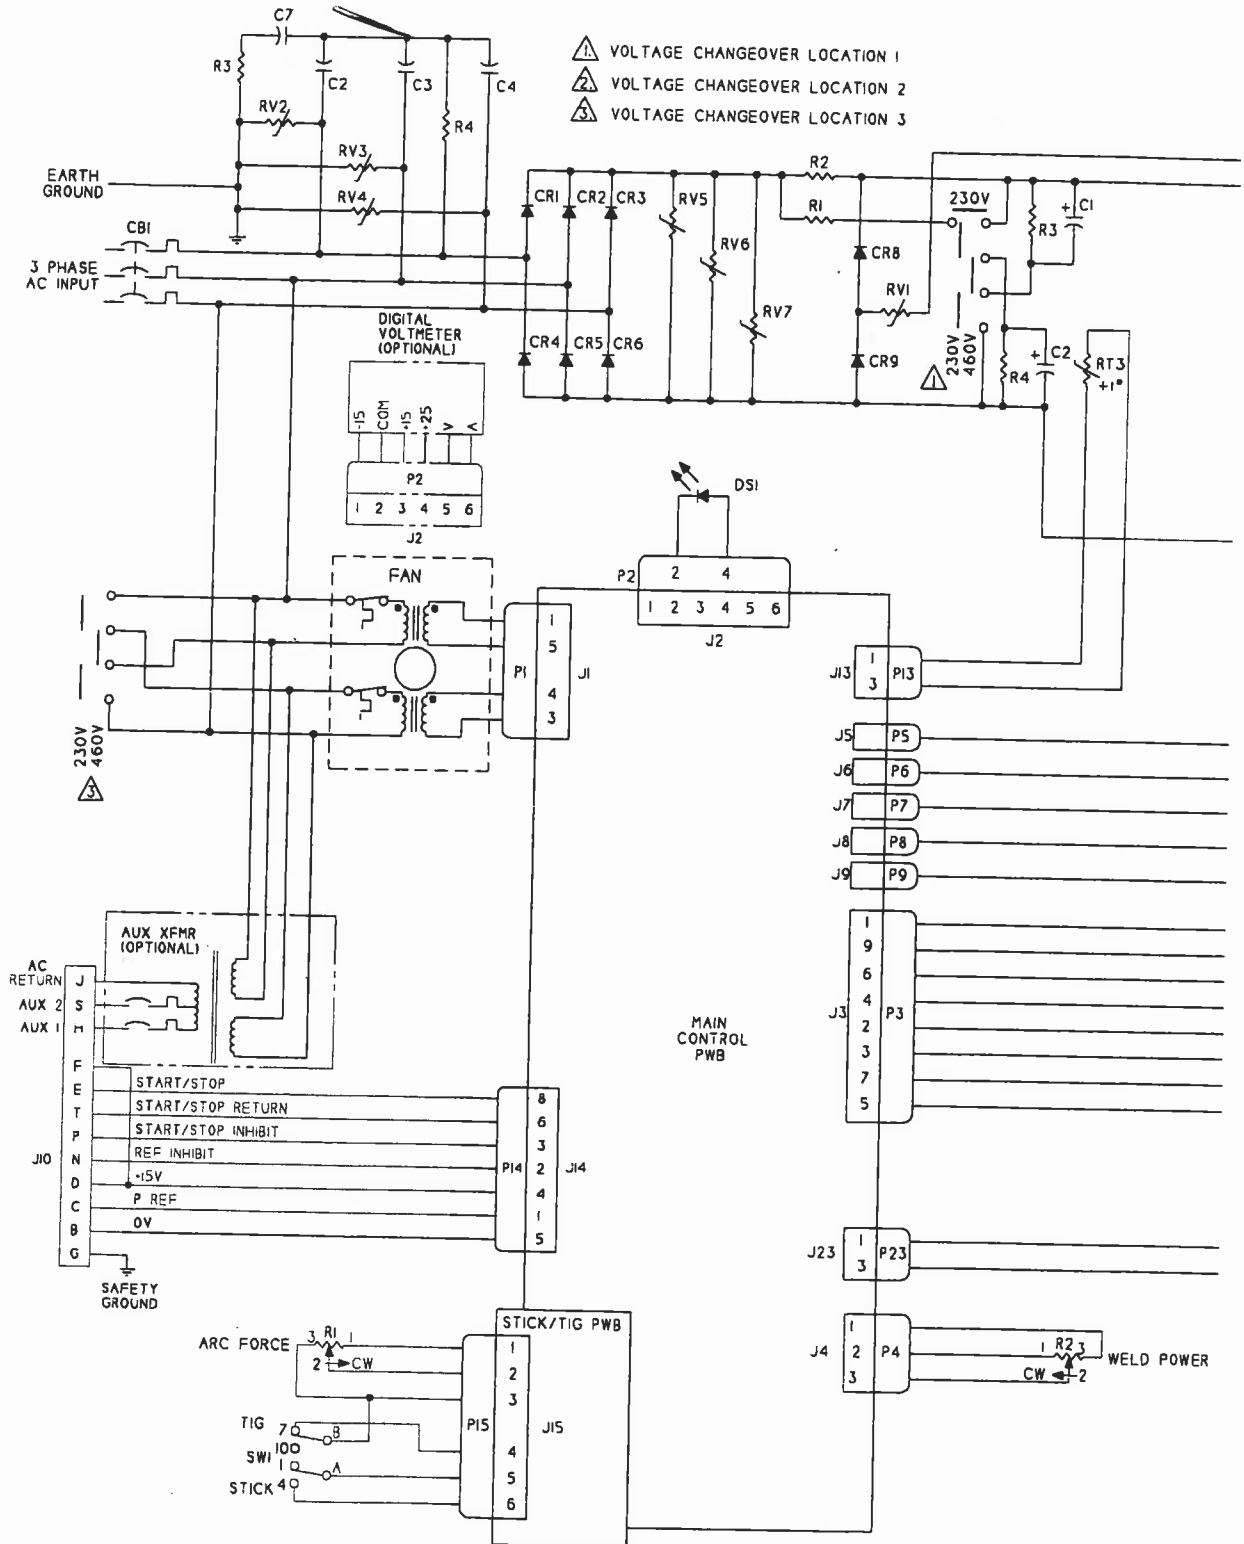 C7
R3
C2
C3
C4
RV2
R4
RV3
RV4
EARTH
GROUND
CB1
3 PHASE
AC INPUT
1 VOLTAGE CHANGEOVER LOCATION 1
2 VOLTAGE CHANGEOVER LOCATION 2
3 VOLTAGE CHANGEOVER LOCATION 3
R2
R1
230V
CR1 CR2 CR3
RV5
RV6
RV7
CR8
RV1
CR9
R3
+ C1
CR4 CR5 CR6
230V
460V
1
R4
+ C2
RT3
+t°
DIGITAL
VOLTMETER
(OPTIONAL)
-15 COM +15 +25 V A
P2
1 2 3 4 5 6
J2
DS1
P2 2 4
1 2 3 4 5 6
J2
FAN
1
5
4
3
P1
J1
230V
460V
3
J13 1 3 P13
J5 P5
J6 P6
J7 P7
J8 P8
J9 P9
1
9
6
4
2
3
7
5
J3 P3
AUX XFMR
(OPTIONAL)
AC
RETURN J
AUX 2 S
AUX 1 M
F
E START/STOP 8
T START/STOP RETURN 6
P START/STOP INHIBIT 3
N REF INHIBIT 2
D +15V 4
C P REF 1
B 0V 5
G
J10
P14 J14
SAFETY
GROUND
MAIN
CONTROL
PWB
J23 1 3 P23
STICK/TIG PWB
ARC FORCE 3 R1 1
2 CW
1
2
3
4
5
6
P15 J15
TIG 7 B
10
SW1 1 A
STICK 4
J4 1 2 3 P4
1 R2 3
CW 2
WELD POWER